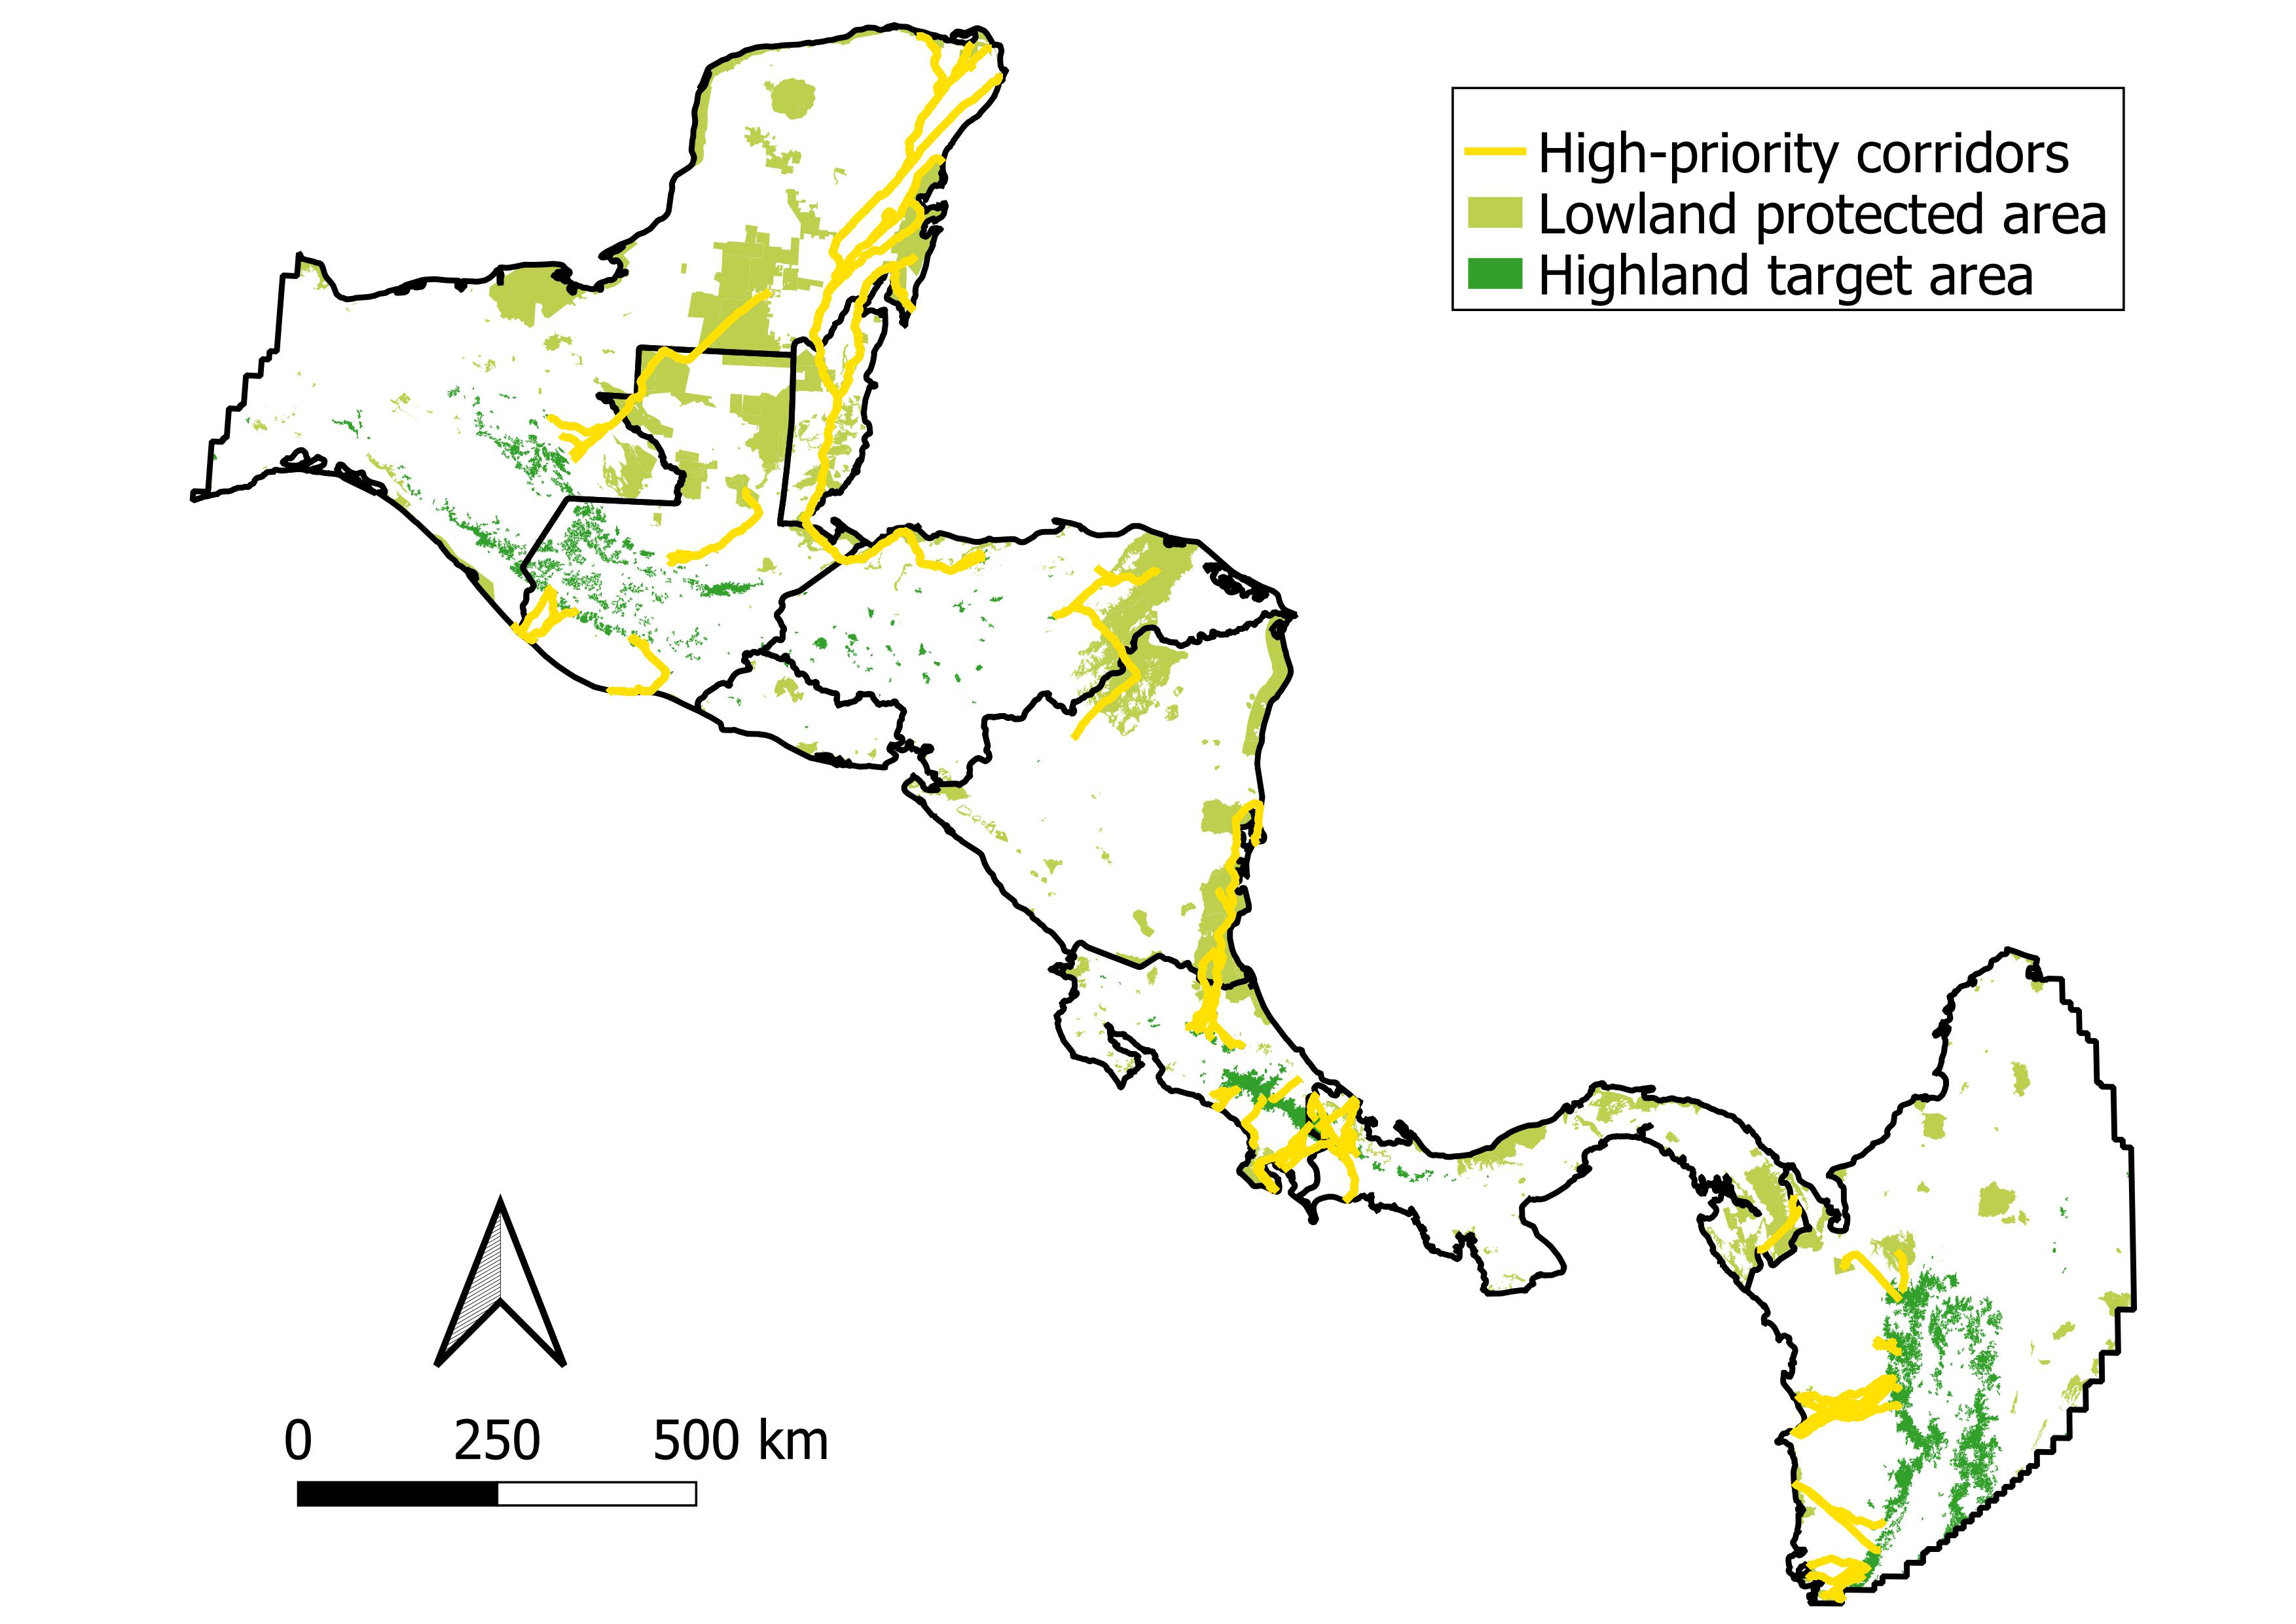 High-priority corridors
Lowland protected area
Highland target area
0 250 500 km